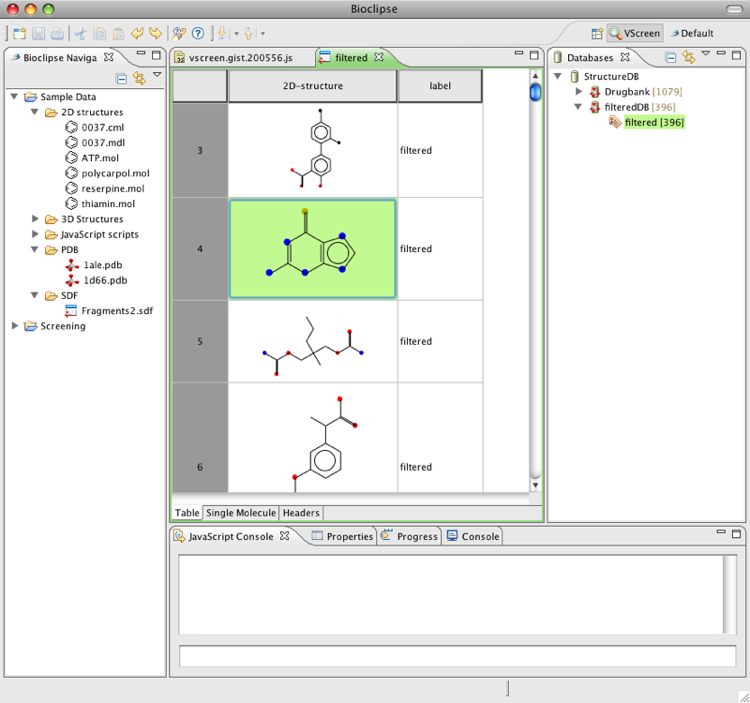 Bioclipse
VScreen
Default
Bioclipse Naviga
Sample Data
2D structures
0037.cml
0037.mdl
ATP.mol
polycarpol.mol
reserpine.mol
thiamin.mol
3D Structures
JavaScript scripts
PDB
1ale.pdb
1d66.pdb
SDF
Fragments2.sdf
Screening
vscreen.gist.200556.js
filtered
2D-structure
label
3
filtered
4
filtered
5
filtered
6
filtered
Table
Single Molecule
Headers
Databases
StructureDB
Drugbank [1079]
filteredDB [396]
filtered [396]
JavaScript Console
Properties
Progress
Console